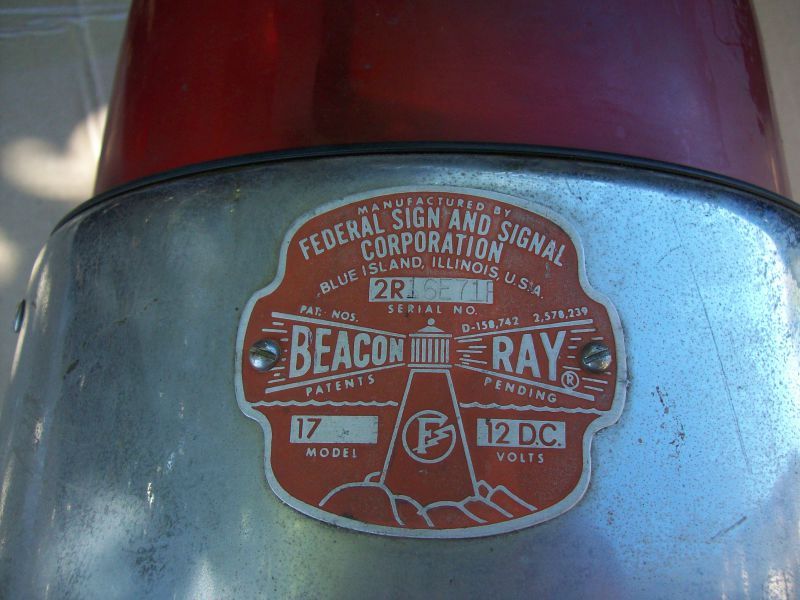 MANUFACTURED BY
FEDERAL SIGN AND SIGNAL
CORPORATION
BLUE ISLAND, ILLINOIS, U.S.A.
2R16E71F
SERIAL NO.
PAT. NOS. D-158,742 2,578,239
BEACON RAY®
PATENTS PENDING
17 12 D.C.
MODEL VOLTS
F